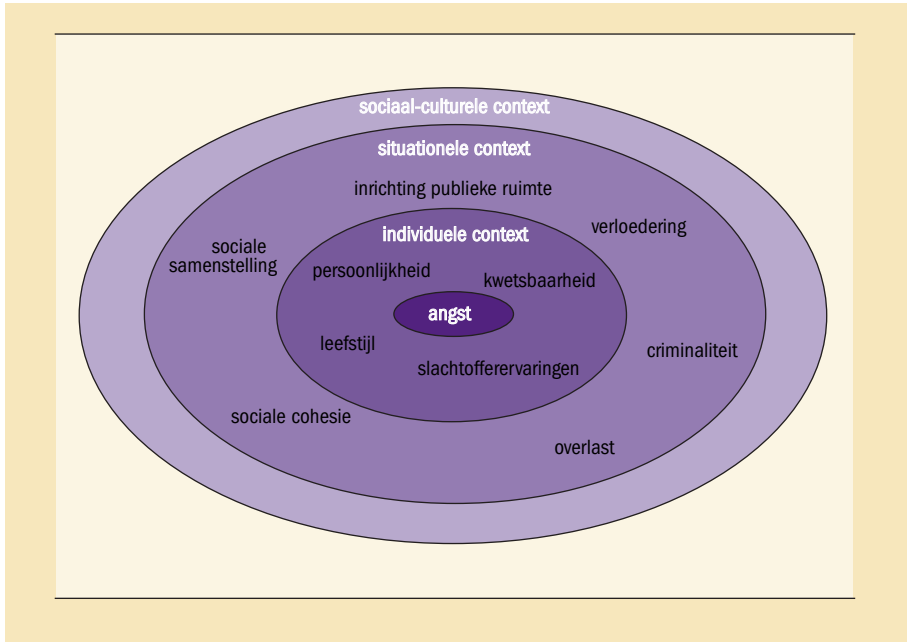 sociaal-culturele context
situationele context
inrichting publieke ruimte
verloedering
individuele context
sociale
samenstelling
persoonlijkheid
kwetsbaarheid
angst
leefstijl
criminaliteit
slachtofferervaringen
sociale cohesie
overlast